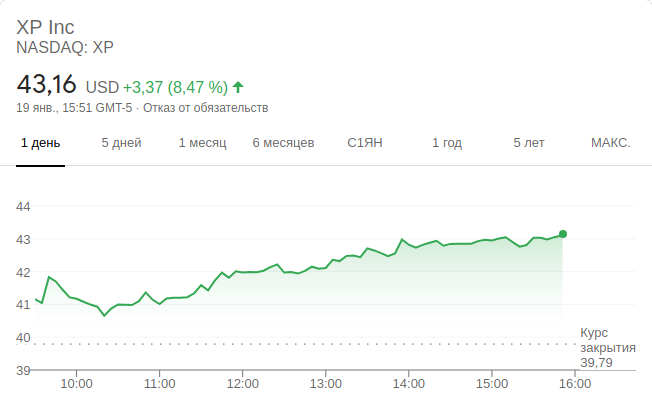 XP Inc
NASDAQ: XP
43,16 USD +3,37 (8,47 %)
19 янв., 15:51 GMT-5 · Отказ от обязательств
1 день 5 дней 1 месяц 6 месяцев С1ЯН 1 год 5 лет МАКС.
44
43
42
41
40
39
Курс
закрытия
39,79
10:00 11:00 12:00 13:00 14:00 15:00 16:00